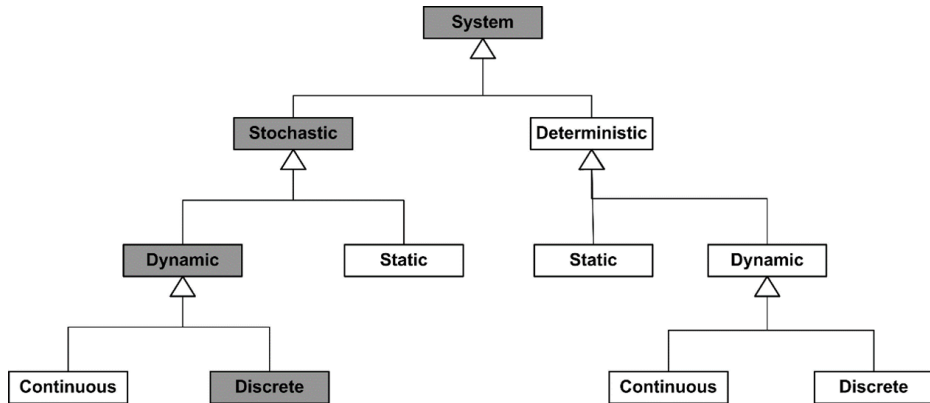 System
Stochastic
Deterministic
Dynamic
Static
Static
Dynamic
Continuous
Discrete
Continuous
Discrete